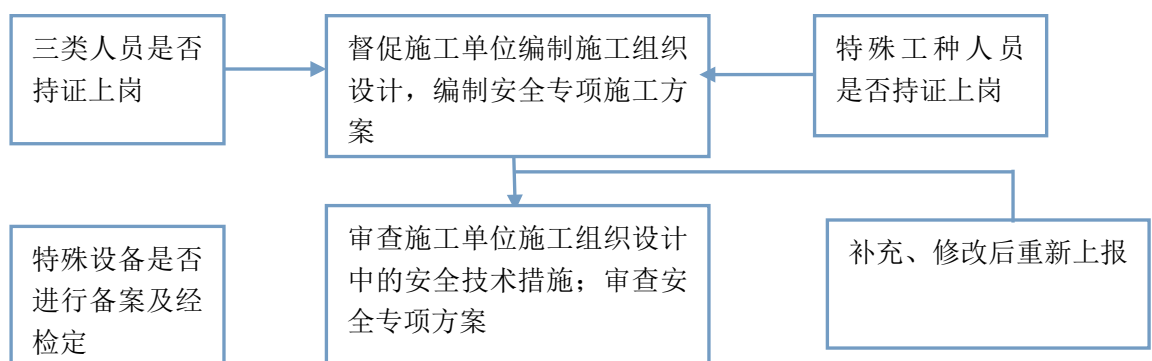 三类人员是否
持证上岗
督促施工单位编制施工组织
设计，编制安全专项施工方
案
特殊工种人员
是否持证上岗
特殊设备是否
进行备案及经
检定
审查施工单位施工组织设计
中的安全技术措施；审查安
全专项方案
补充、修改后重新上报